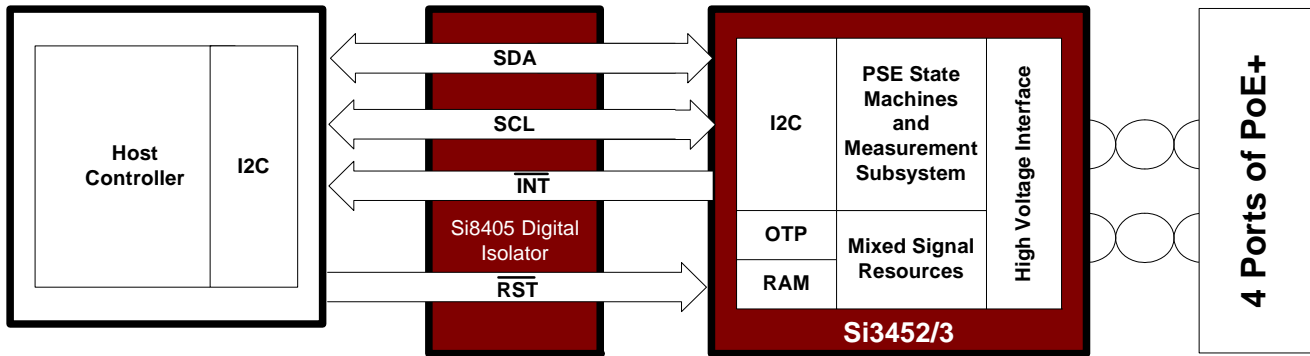 Host
Controller
I2C
SDA
SCL
INT
Si8405 Digital
Isolator
RST
I2C
PSE State
Machines
and
Measurement
Subsystem
OTP
RAM
Mixed Signal
Resources
High Voltage Interface
Si3452/3
4 Ports of PoE+